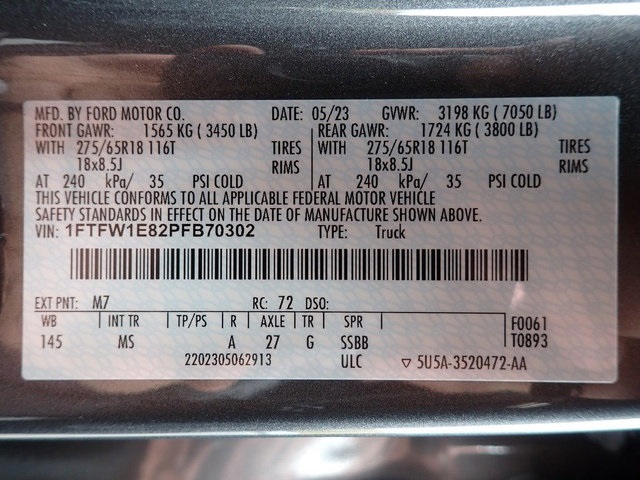 MFD. BY FORD MOTOR CO. DATE: 05/23 GVWR: 3198 KG ( 7050 LB)
FRONT GAWR: 1565 KG ( 3450 LB) REAR GAWR: 1724 KG ( 3800 LB)
WITH 275/65R18 116T TIRES WITH 275/65R18 116T TIRES
18x8.5J RIMS 18x8.5J RIMS
AT 240 kPa/ 35 PSI COLD AT 240 kPa/ 35 PSI COLD
THIS VEHICLE CONFORMS TO ALL APPLICABLE FEDERAL MOTOR VEHICLE
SAFETY STANDARDS IN EFFECT ON THE DATE OF MANUFACTURE SHOWN ABOVE.
VIN: 1FTFW1E82PFB70302 TYPE: Truck
EXT PNT: M7 RC: 72 DSO:
WB INT TR TP/PS R AXLE TR SPR F0061
145 MS A 27 G SSBB T0893
2202305062913 ULC ▽ 5U5A-3520472-AA